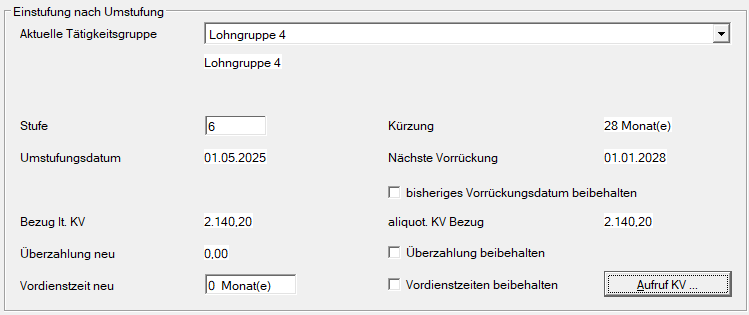 Einstufung nach Umstufung
Aktuelle Tätigkeitsgruppe Lohngruppe 4
Lohngruppe 4
Stufe 6 Kürzung 28 Monat(e)
Umstufungsdatum 01.05.2025 Nächste Vorrückung 01.01.2028
bisheriges Vorrückungsdatum beibehalten
Bezug lt. KV 2.140,20 aliquot. KV Bezug 2.140,20
Überzahlung neu 0,00 Überzahlung beibehalten
Vordienstzeit neu 0 Monat(e) Vordienstzeiten beibehalten Aufruf KV ...